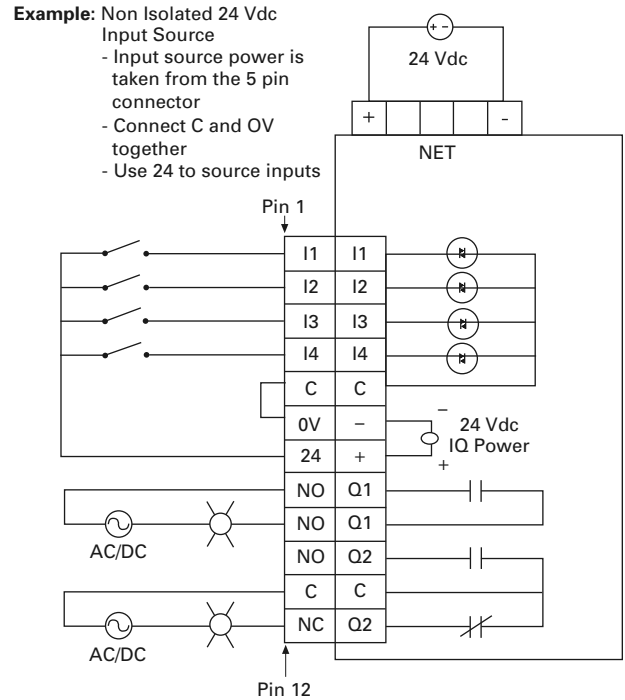 Example: Non Isolated 24 Vdc
Input Source
- Input source power is
taken from the 5 pin
connector
- Connect C and OV
together
- Use 24 to source inputs
+ -
24 Vdc
+ -
NET
Pin 1
I1 I1
I2 I2
I3 I3
I4 I4
C C
0V –
24 +
–
24 Vdc
IQ Power
+
NO Q1
NO Q1
NO Q2
C C
NC Q2
AC/DC
AC/DC
Pin 12